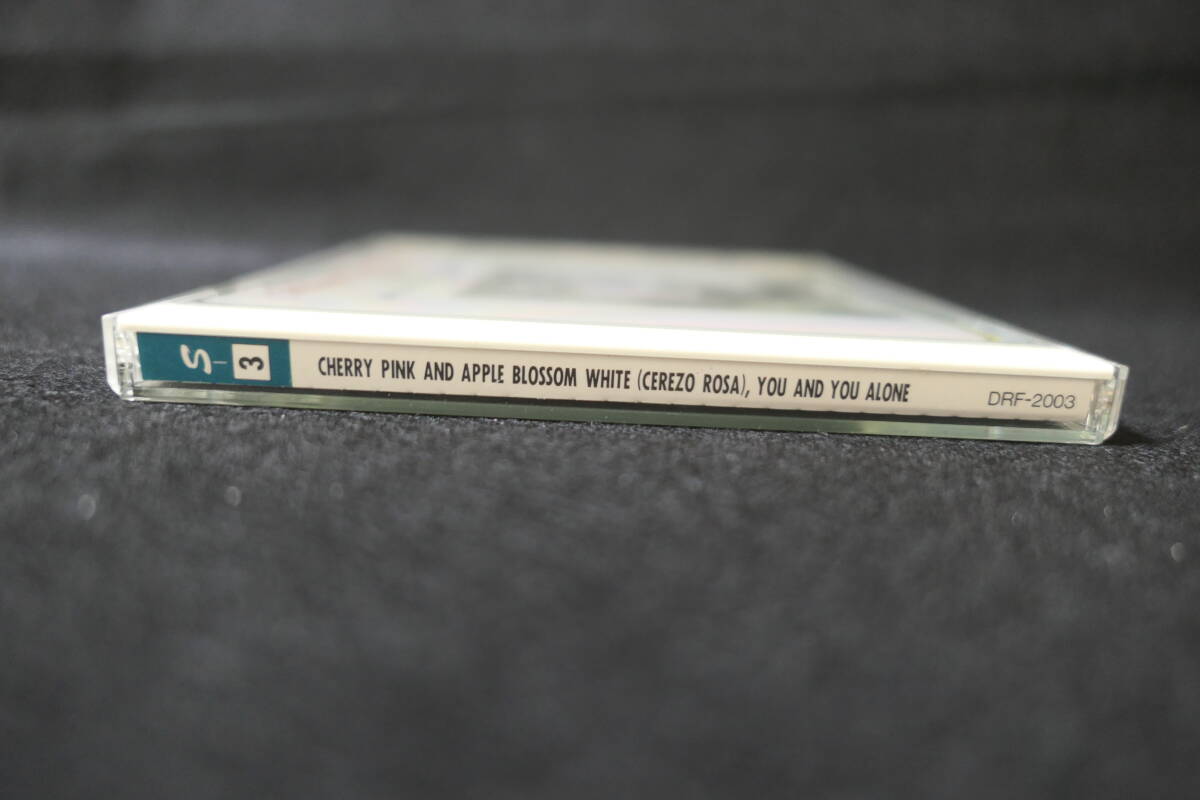 S-3 CHERRY PINK AND APPLE BLOSSOM WHITE (CEREZO ROSA), YOU AND YOU ALONE DRF-2003